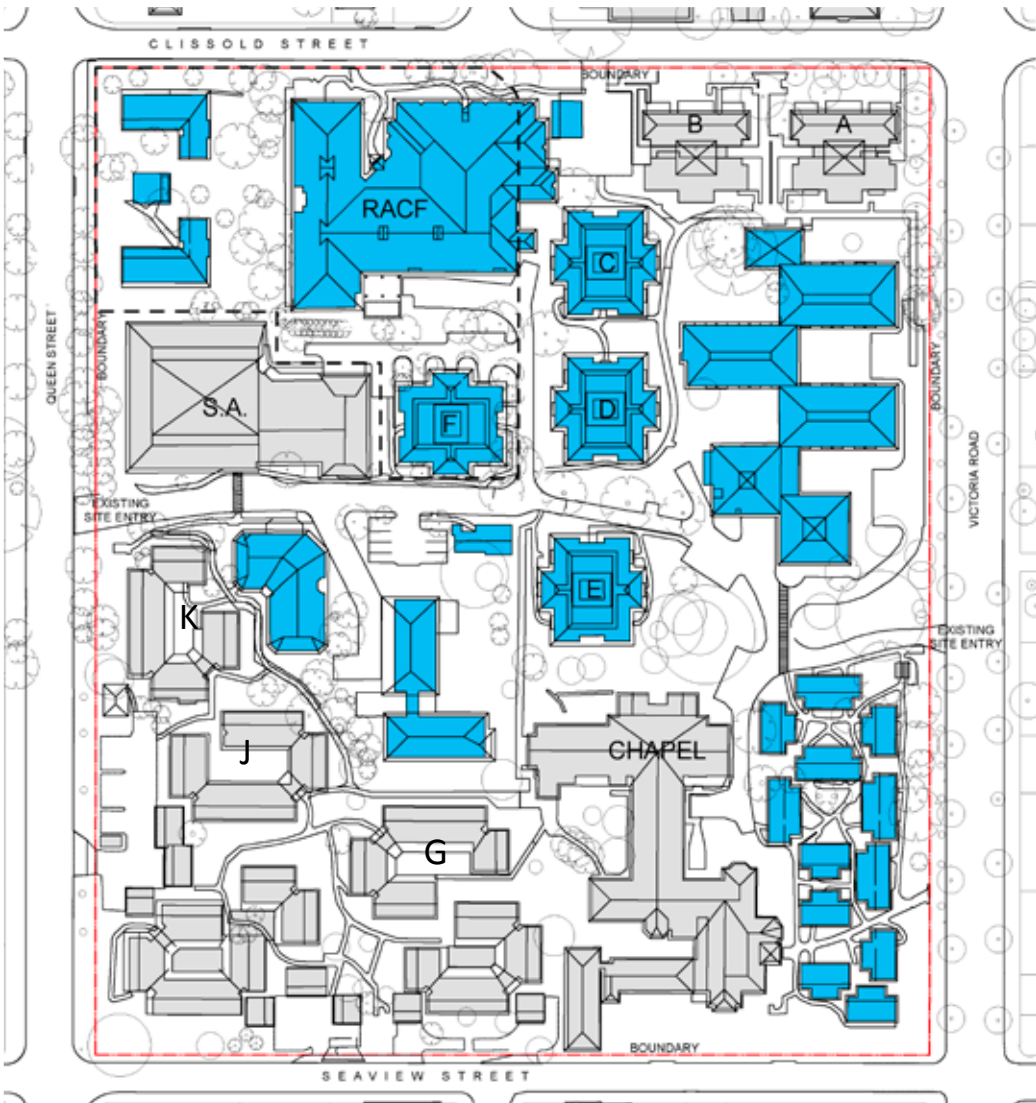 CLISSOLD STREET
BOUNDARY
B
A
RACF
C
QUEEN STREET
BOUNDARY
BOUNDARY
S.A.
F
D
VICTORIA ROAD
EXISTING
SITE ENTRY
K
E
EXISTING
SITE ENTRY
J
CHAPEL
G
BOUNDARY
SEAVIEW STREET